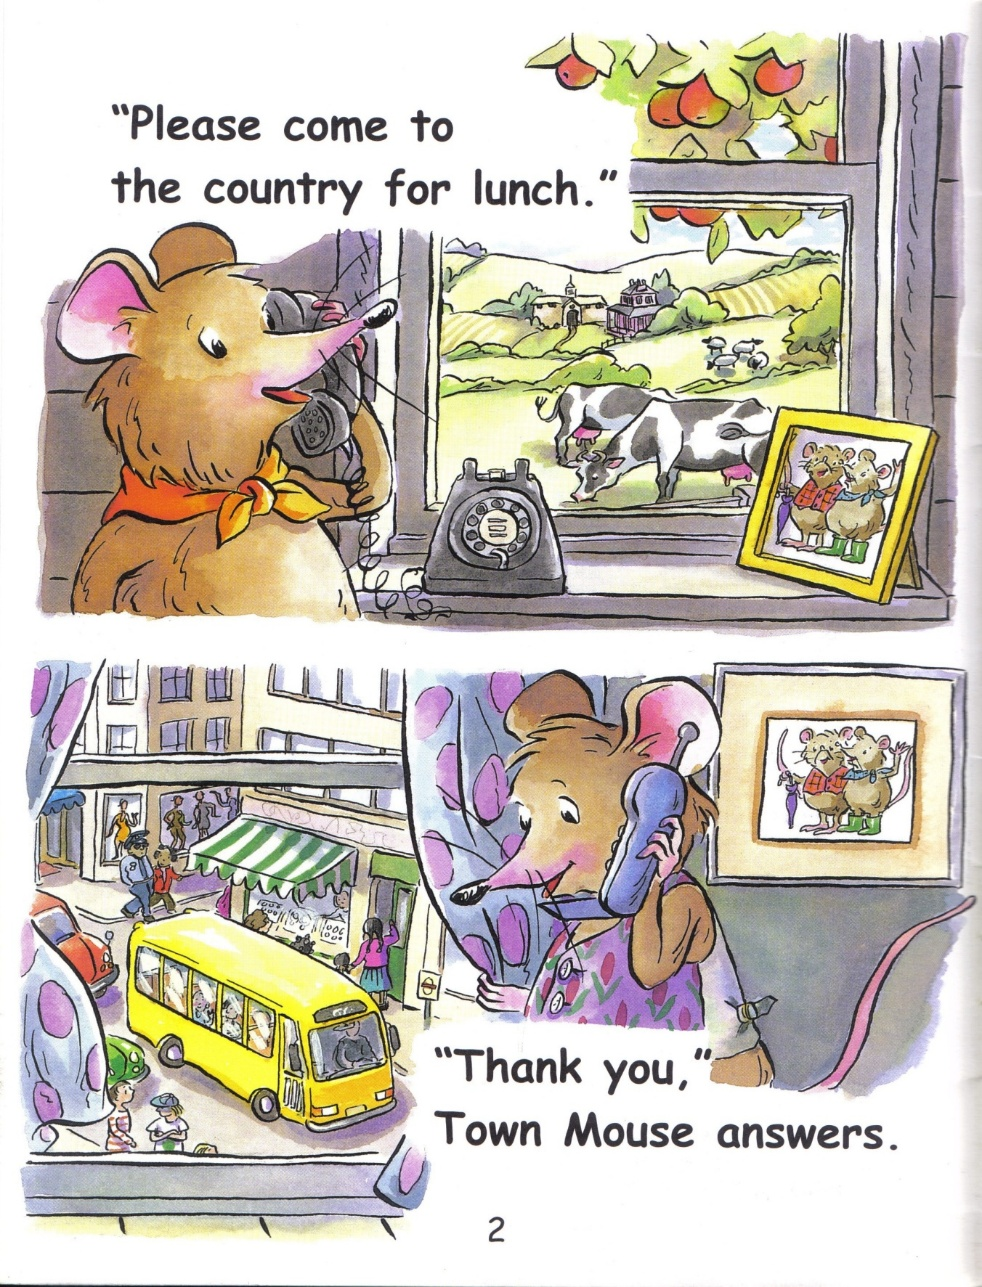 “Please come to
the country for lunch.”
“Thank you,”
Town Mouse answers.
2